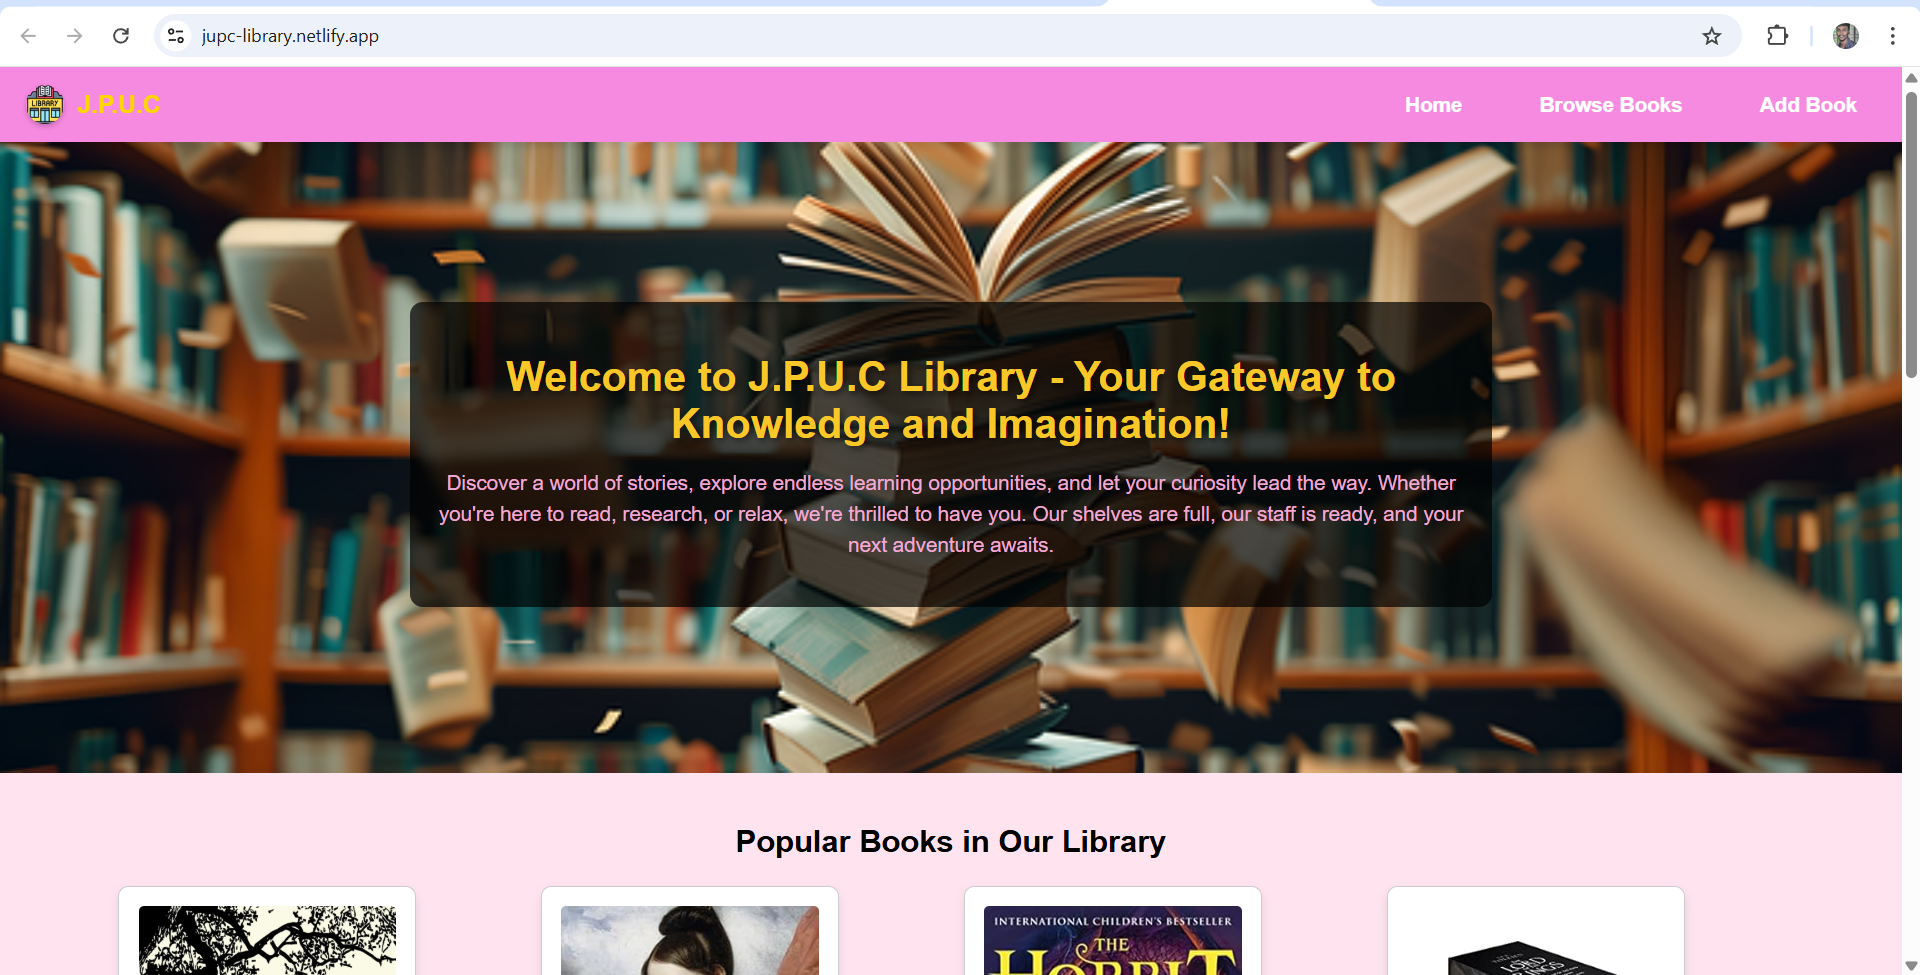 jupc-library.netlify.app
LIBRARY
J.P.U.C
Home
Browse Books
Add Book
Welcome to J.P.U.C Library - Your Gateway to
Knowledge and Imagination!
Discover a world of stories, explore endless learning opportunities, and let your curiosity lead the way. Whether
you're here to read, research, or relax, we're thrilled to have you. Our shelves are full, our staff is ready, and your
next adventure awaits.
Popular Books in Our Library
INTERNATIONAL CHILDREN'S BESTSELLER
THE
HOBBIT
LORD